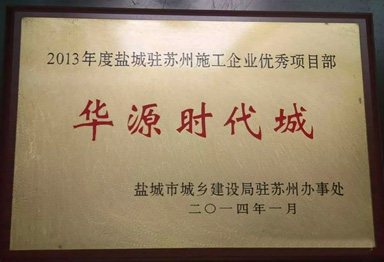 2013年度盐城驻苏州施工企业优秀项目部
华源时代城
盐城市城乡建设局驻苏州办事处
二〇一四年一月